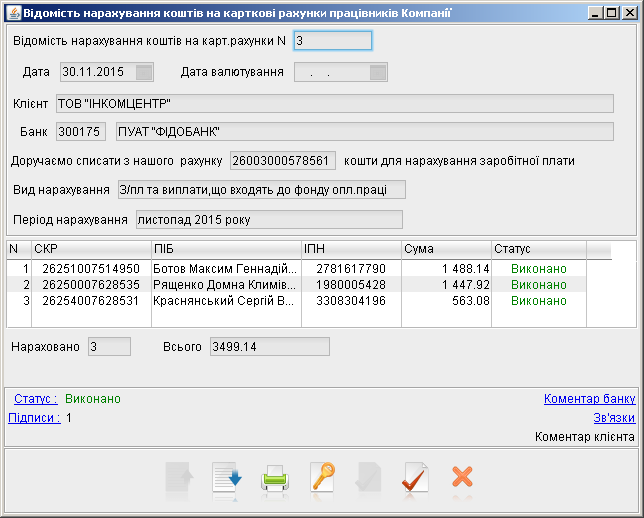 Відомість нарахування коштів на карткові рахунки працівників Компанії
Відомість нарахування коштів на карт.рахунки N 3
Дата 30.11.2015 Дата валютування . .
Клієнт ТОВ "ІНКОМЦЕНТР"
Банк 300175 ПУАТ "ФІДОБАНК"
Доручаємо списати з нашого рахунку 26003000578561 кошти для нарахування заробітної плати
Вид нарахування З/пл та виплати,що входять до фонду опл.праці
Період нарахування листопад 2015 року
N СКР ПІБ ІПН Сума Статус
1 26251007514950 Ботов Максим Геннадій... 2781617790 1 488.14 Виконано
2 26250007628535 Рященко Домна Климів... 1980005428 1 447.92 Виконано
3 26254007628531 Краснянський Сергій В... 3308304196 563.08 Виконано
Нараховано 3 Всього 3499.14
Статус : Виконано Коментар банку
Підписи : 1 Зв'язки
Коментар клієнта